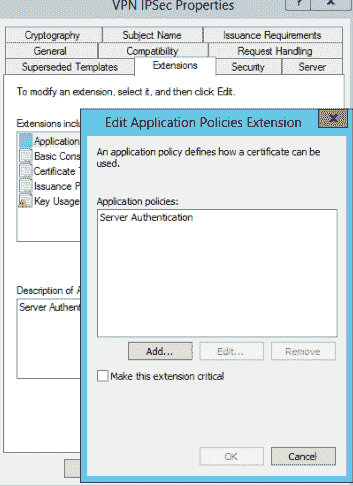 VPN IPSec Properties
Cryptography Subject Name Issuance Requirements
General Compatibility Request Handling
Superseded Templates Extensions Security Server
To modify an extension, select it, and then click Edit.
Extensions inclu
Application
Basic Cons
Certificate
Issuance P
Key Usage
Description of A
Server Authent
Edit Application Policies Extension
An application policy defines how a certificate can be
used.
Application policies:
Server Authentication
Add... Edit... Remove
Make this extension critical
OK Cancel